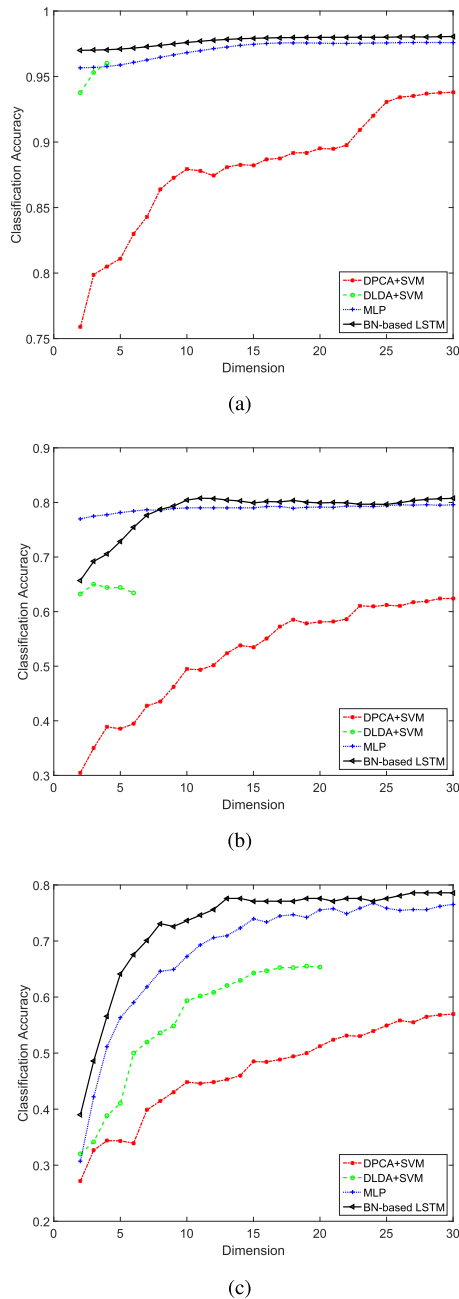 1
0.95
0.9
0.85
0.8
0.75
Classification Accuracy
0 5 10 15 20 25 30
Dimension
DPCA+SVM
DLDA+SVM
MLP
BN-based LSTM
(a)
0.9
0.8
0.7
0.6
0.5
0.4
0.3
Classification Accuracy
0 5 10 15 20 25 30
Dimension
DPCA+SVM
DLDA+SVM
MLP
BN-based LSTM
(b)
0.8
0.7
0.6
0.5
0.4
0.3
0.2
Classification Accuracy
0 5 10 15 20 25 30
Dimension
DPCA+SVM
DLDA+SVM
MLP
BN-based LSTM
(c)